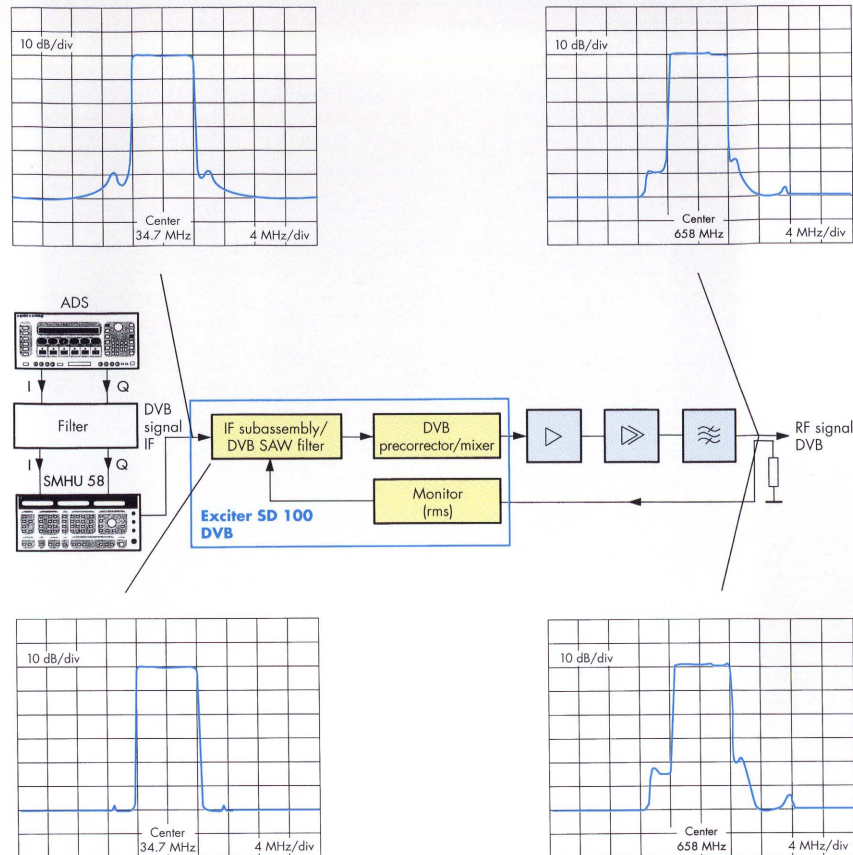 10 dB/div
Center
34.7 MHz
4 MHz/div
10 dB/div
Center
658 MHz
4 MHz/div
ADS
I
Q
Filter
DVB
signal
IF
I
Q
SMHU 58
IF subassembly/
DVB SAW filter
DVB
precorrector/mixer
Monitor
(rms)
Exciter SD 100
DVB
RF signal
DVB
10 dB/div
Center
34.7 MHz
4 MHz/div
10 dB/div
Center
658 MHz
4 MHz/div